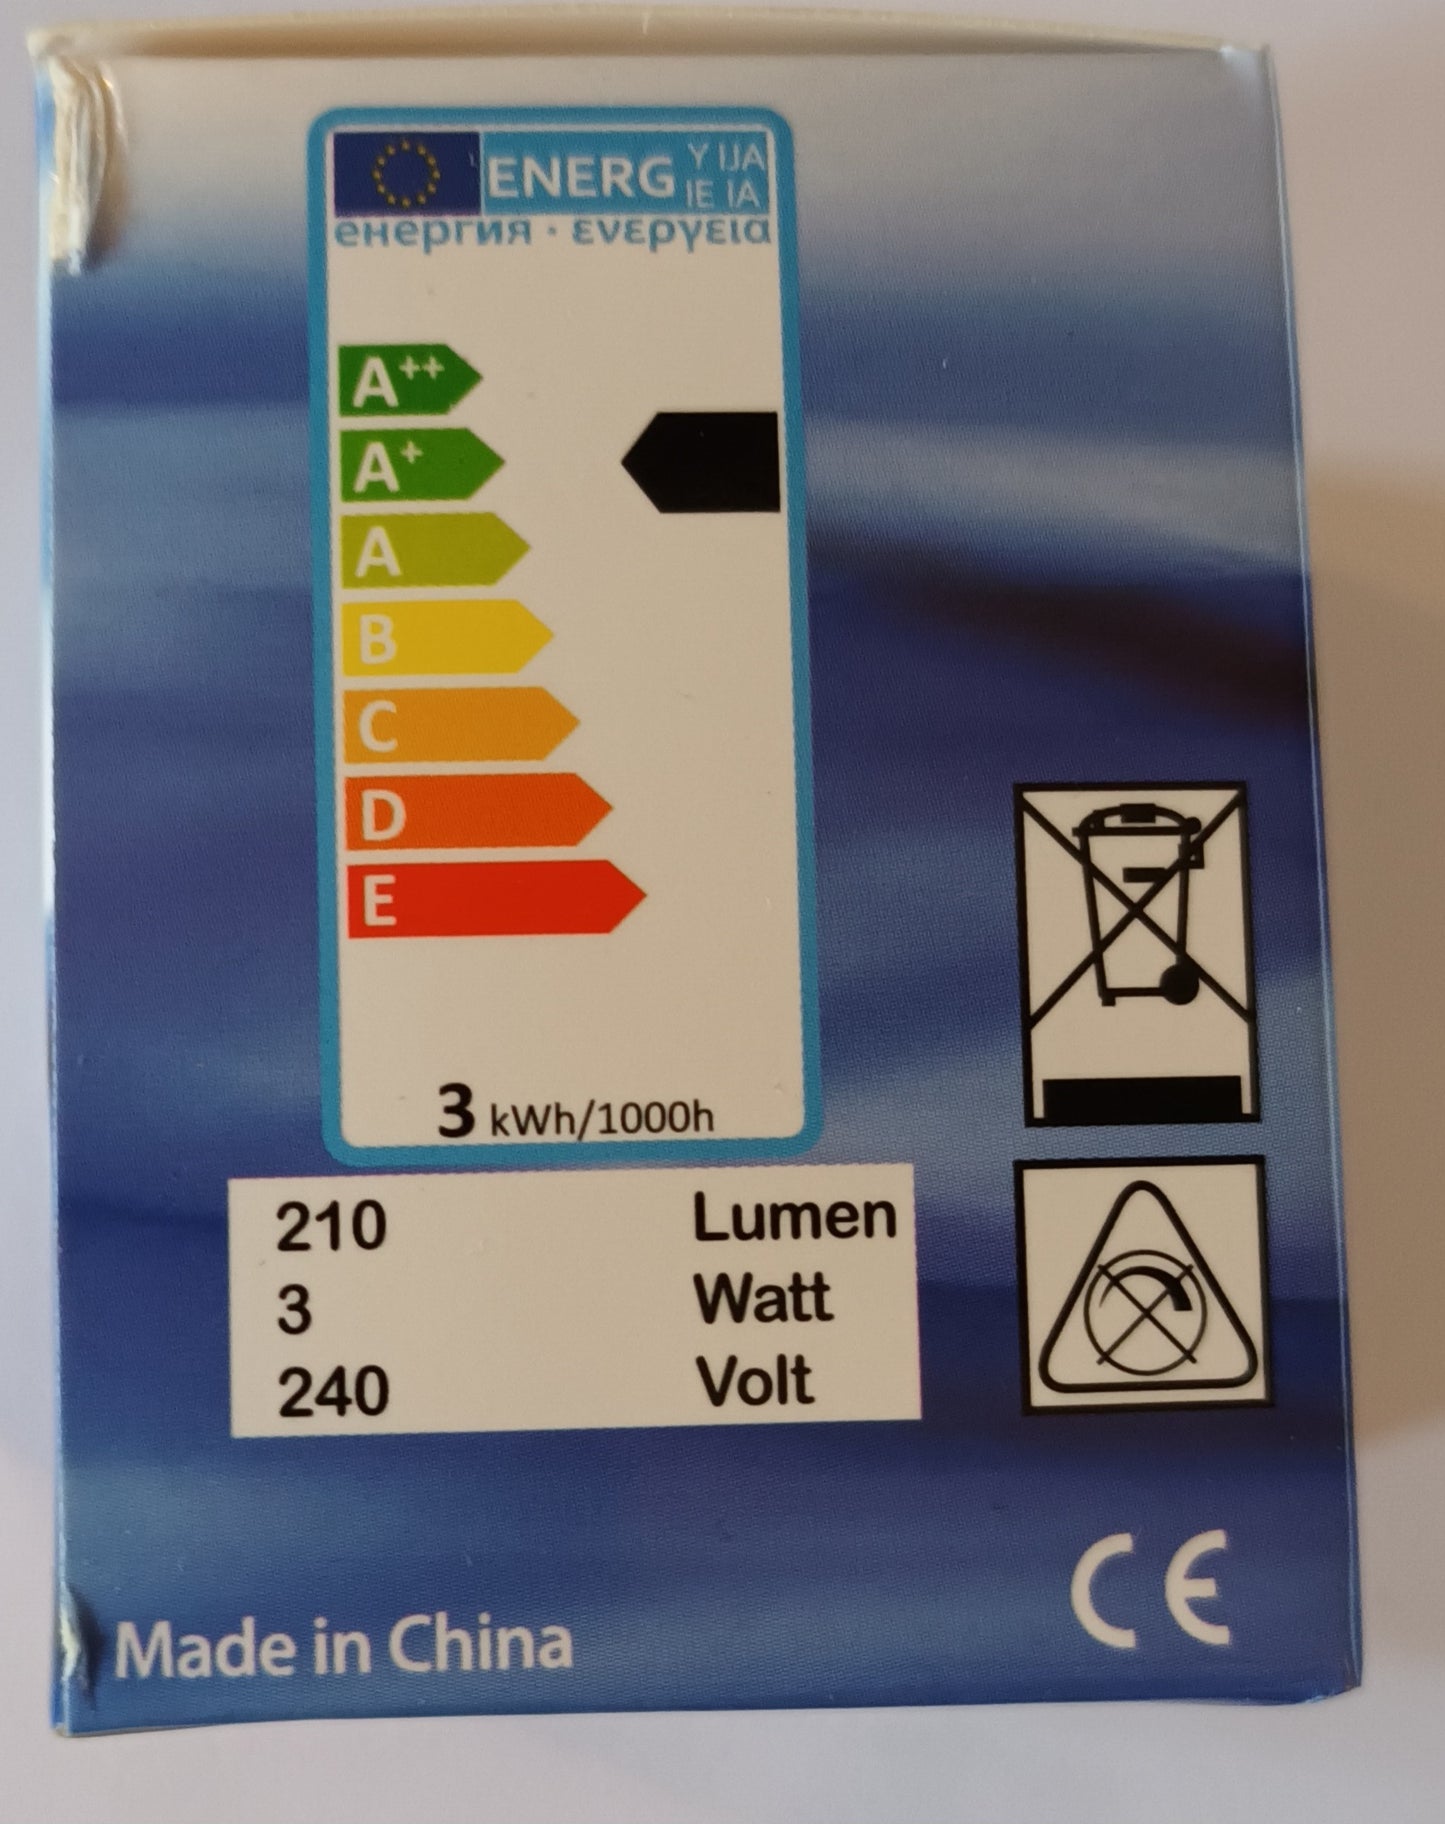 ENERG Y IJA
IE IA
енергия · ενεργεια
A++
A+
A
B
C
D
E
3 kWh/1000h
210 Lumen
3 Watt
240 Volt
Made in China
CE